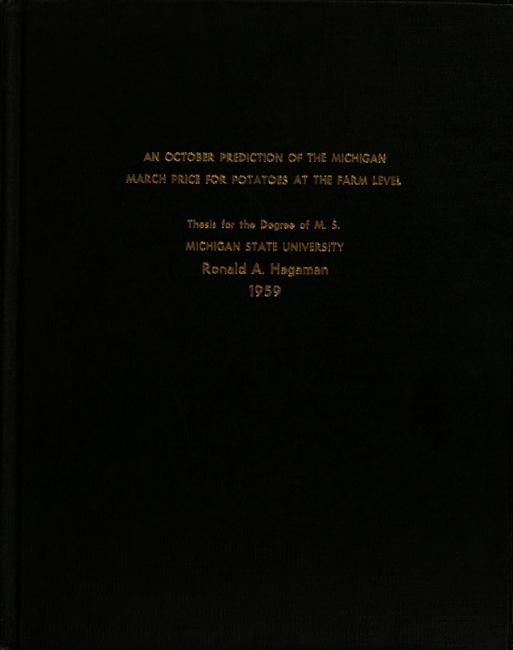 AN OCTOBER PREDICTION OF THE MICHIGAN
MARCH PRICE FOR POTATOES AT THE FARM LEVEL
Thesis for the Degree of M. S.
MICHIGAN STATE UNIVERSITY
Ronald A. Hagaman
1959